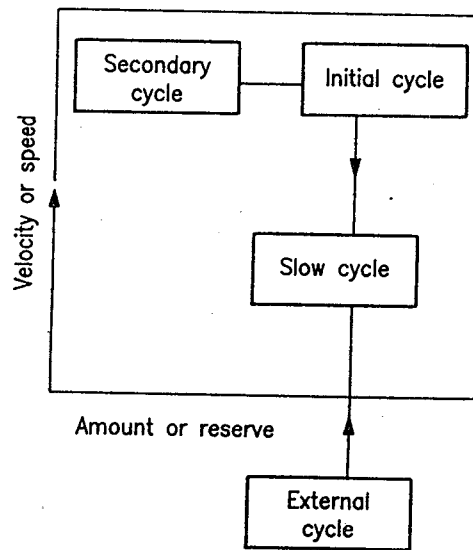 Secondary
cycle
Initial cycle
Velocity or speed
Slow cycle
Amount or reserve
External
cycle